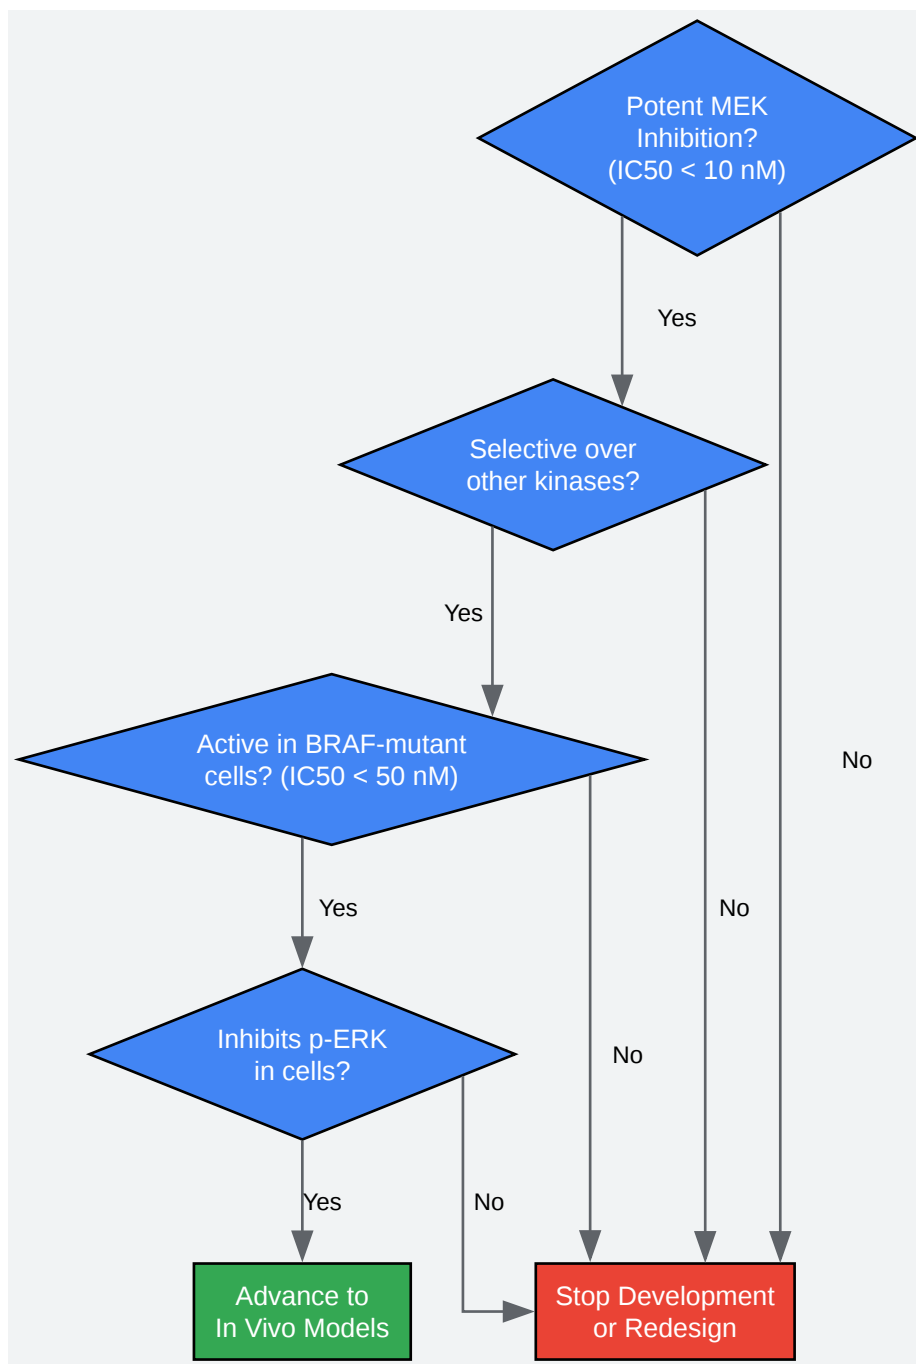 Potent MEK
Inhibition?
(IC50 < 10 nM)
Yes
Selective over
other kinases?
Yes
Active in BRAF-mutant
cells? (IC50 < 50 nM)
No
Yes
No
Inhibits p-ERK
in cells?
No
Yes
No
Advance to
In Vivo Models
Stop Development
or Redesign